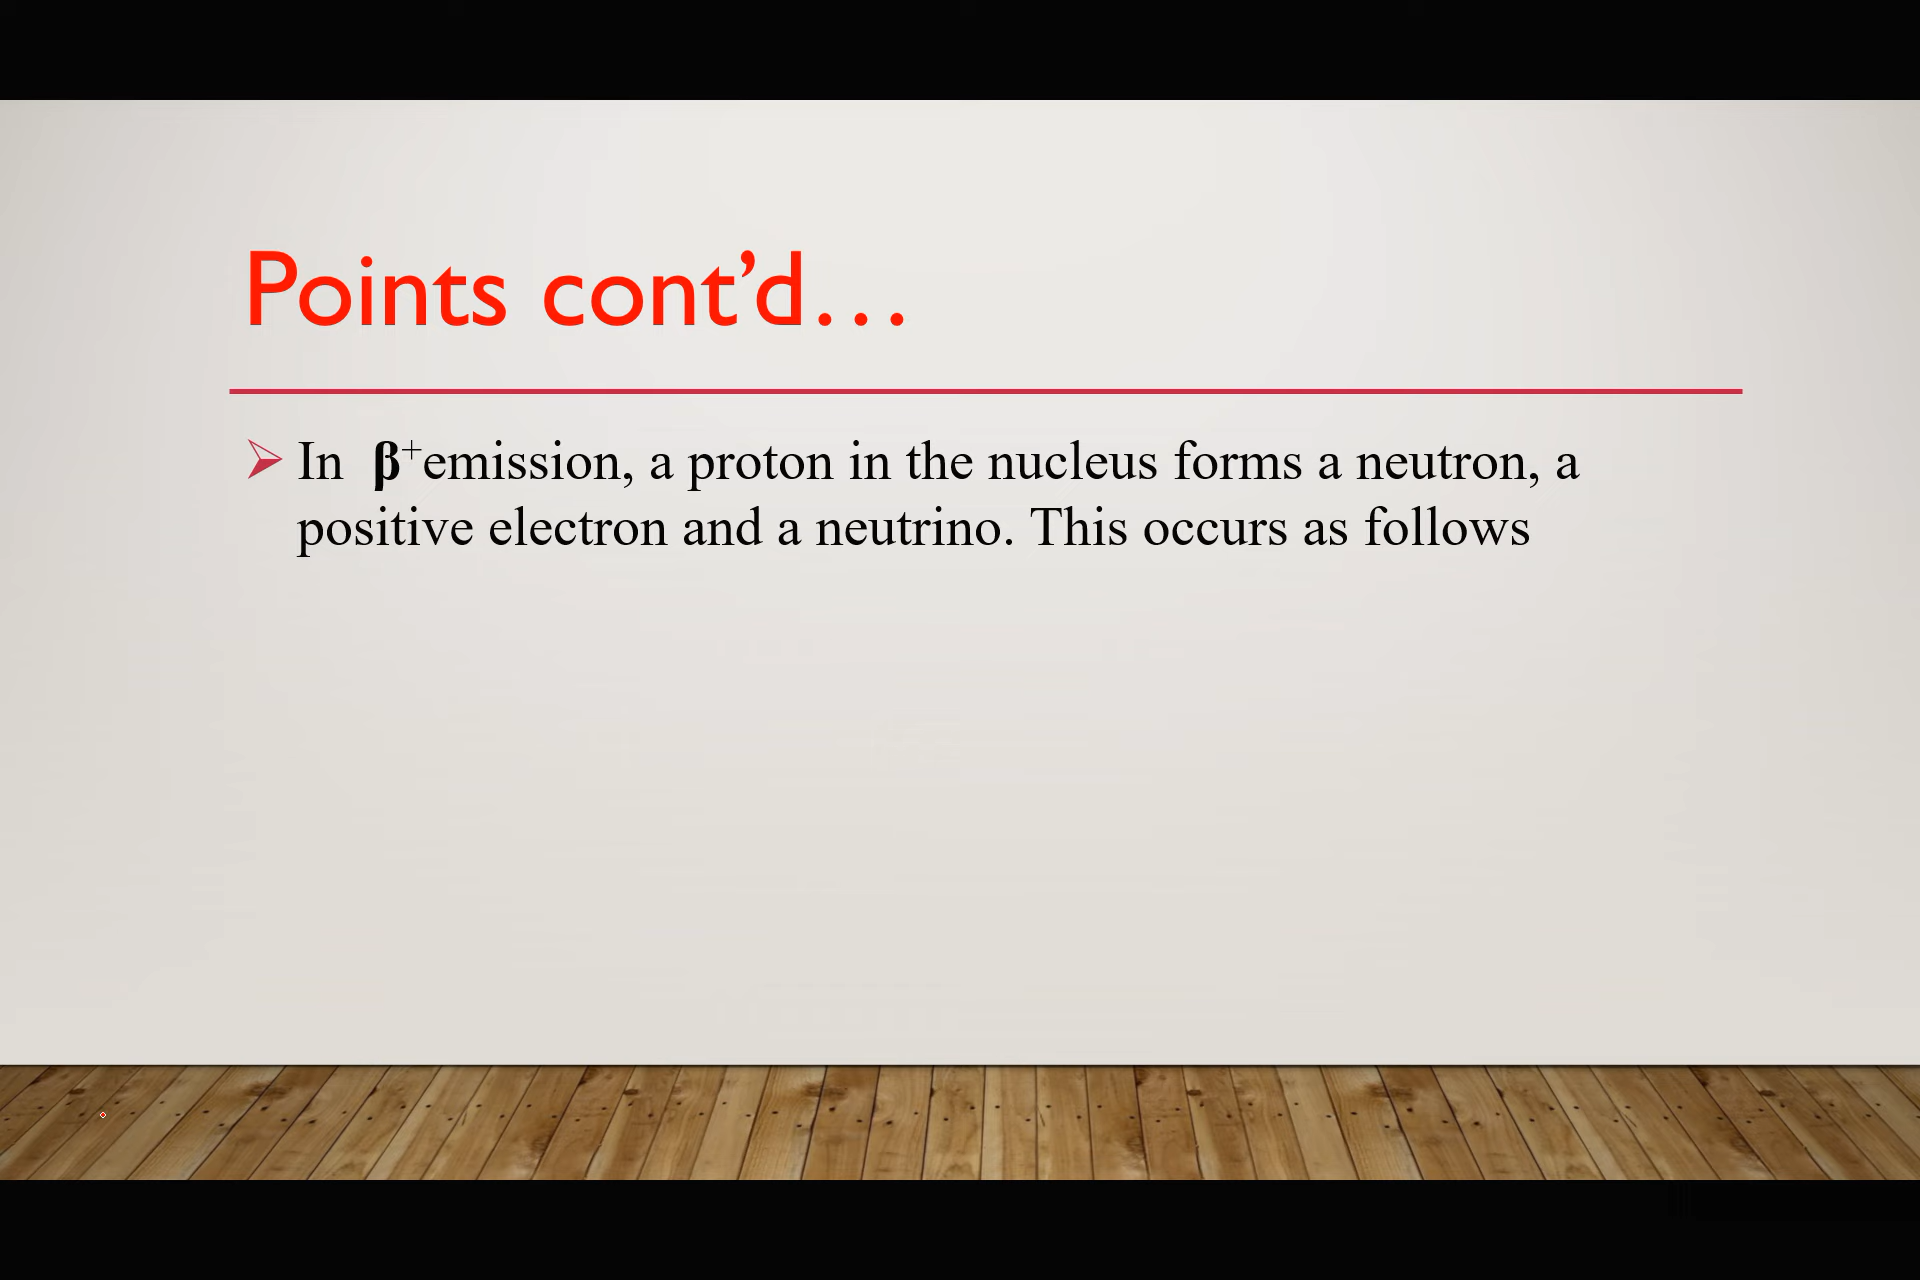 Points cont’d…
In β⁺emission, a proton in the nucleus forms a neutron, a
positive electron and a neutrino. This occurs as follows